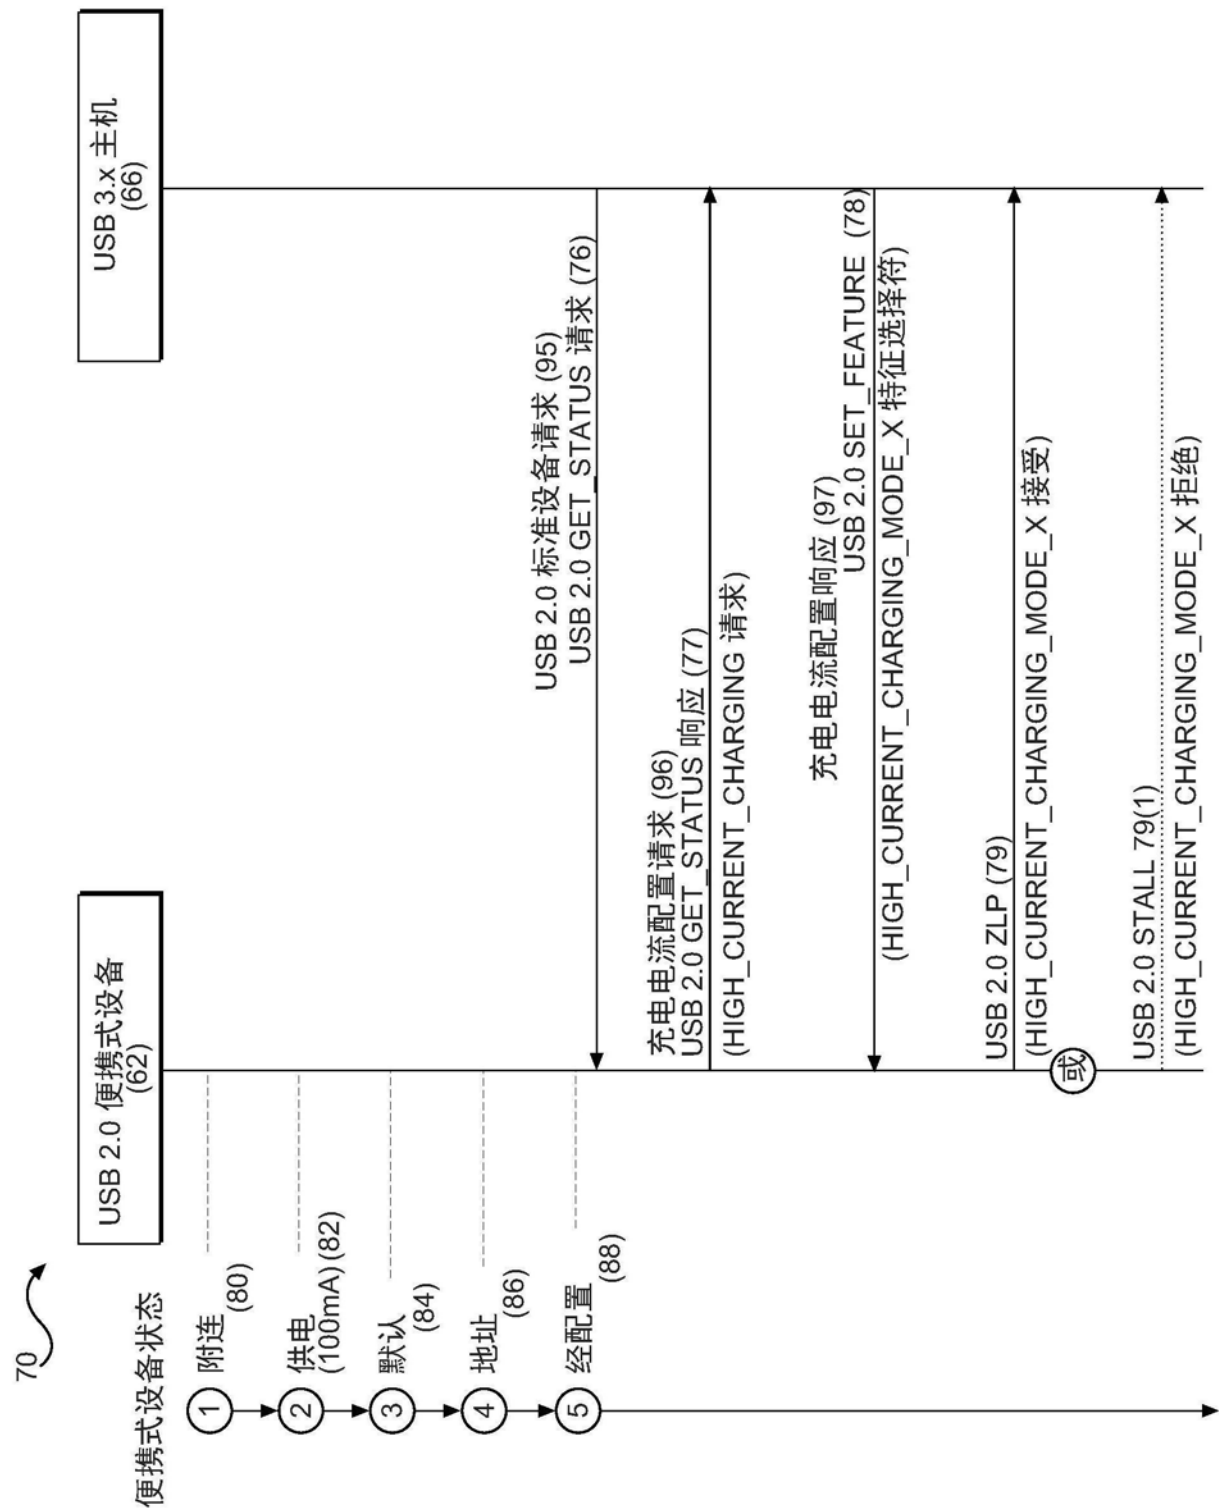 70
便携式设备状态
USB 2.0 便携式设备
(62)
USB 3.x 主机
(66)
1
附连
(80)
2
供电
(100mA) (82)
3
默认
(84)
4
地址
(86)
5
经配置
(88)
USB 2.0 标准设备请求 (95)
USB 2.0 GET_STATUS 请求 (76)
充电电流配置请求 (96)
USB 2.0 GET_STATUS 响应 (77)
(HIGH_CURRENT_CHARGING 请求)
充电电流配置响应 (97)
USB 2.0 SET_FEATURE (78)
(HIGH_CURRENT_CHARGING_MODE_X 特征选择符)
USB 2.0 ZLP (79)
(HIGH_CURRENT_CHARGING_MODE_X 接受)
或
USB 2.0 STALL 79(1)
(HIGH_CURRENT_CHARGING_MODE_X 拒绝)